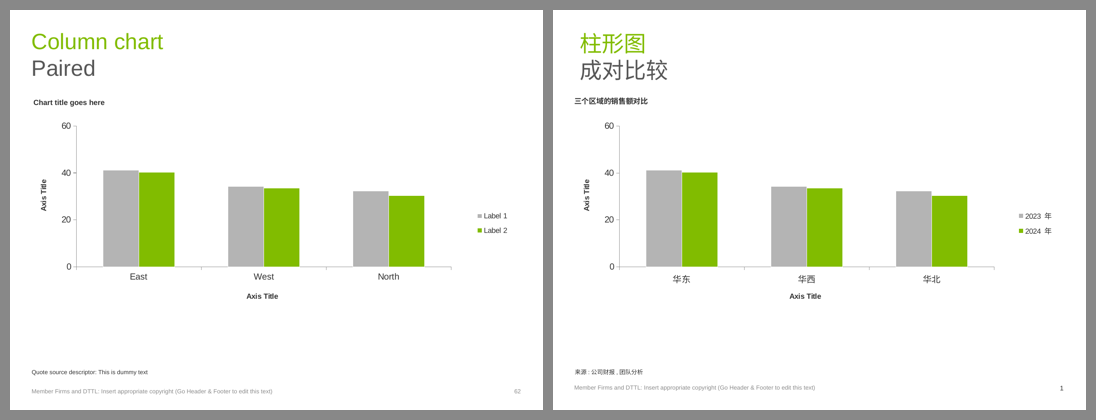 Column chart
Paired
Chart title goes here
60
40
20
0
Axis Title
East
West
North
Axis Title
Label 1
Label 2
Quote source descriptor: This is dummy text
Member Firms and DTTL: Insert appropriate copyright (Go Header & Footer to edit this text)
62
柱形图
成对比较
三个区域的销售额对比
60
40
20
0
Axis Title
华东
华西
华北
Axis Title
2023 年
2024 年
来源 : 公司财报 , 团队分析
Member Firms and DTTL: Insert appropriate copyright (Go Header & Footer to edit this text)
1